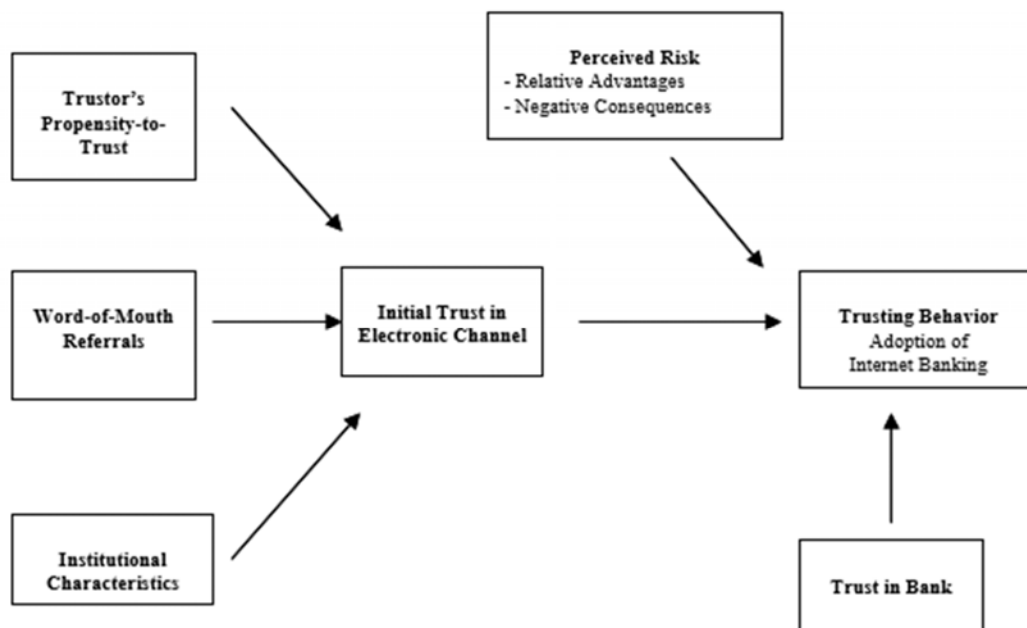 Trustor's
Propensity-to-
Trust
Perceived Risk
- Relative Advantages
- Negative Consequences
Word-of-Mouth
Referrals
Initial Trust in
Electronic Channel
Trusting Behavior
Adoption of
Internet Banking
Institutional
Characteristics
Trust in Bank